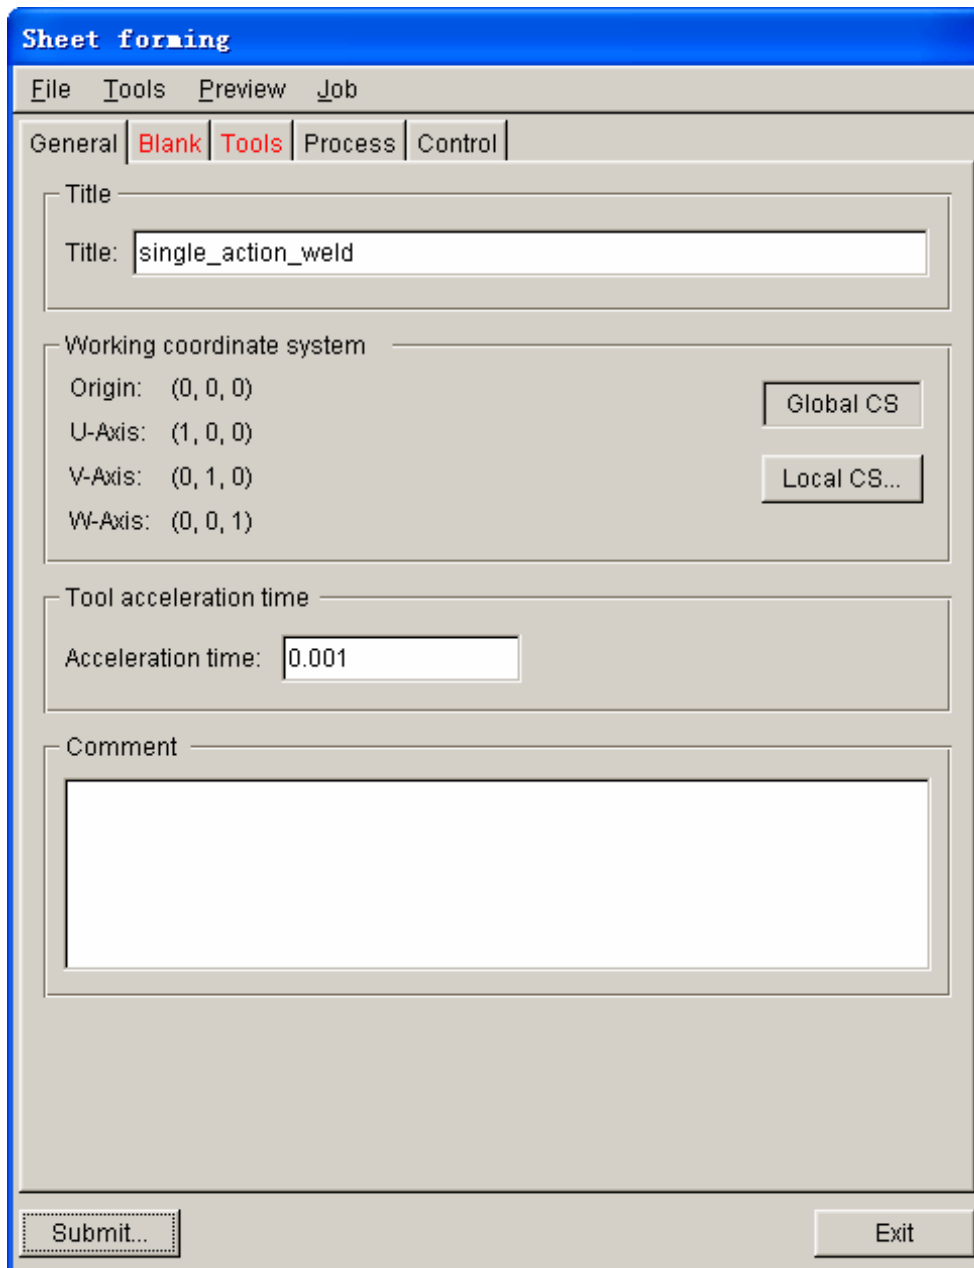 Sheet forming
File Tools Preview Job
General Blank Tools Process Control
Title
Title: single_action_weld
Working coordinate system
Origin: (0, 0, 0)
Global CS
U-Axis: (1, 0, 0)
V-Axis: (0, 1, 0)
Local CS...
W-Axis: (0, 0, 1)
Tool acceleration time
Acceleration time: 0.001
Comment
Submit... Exit